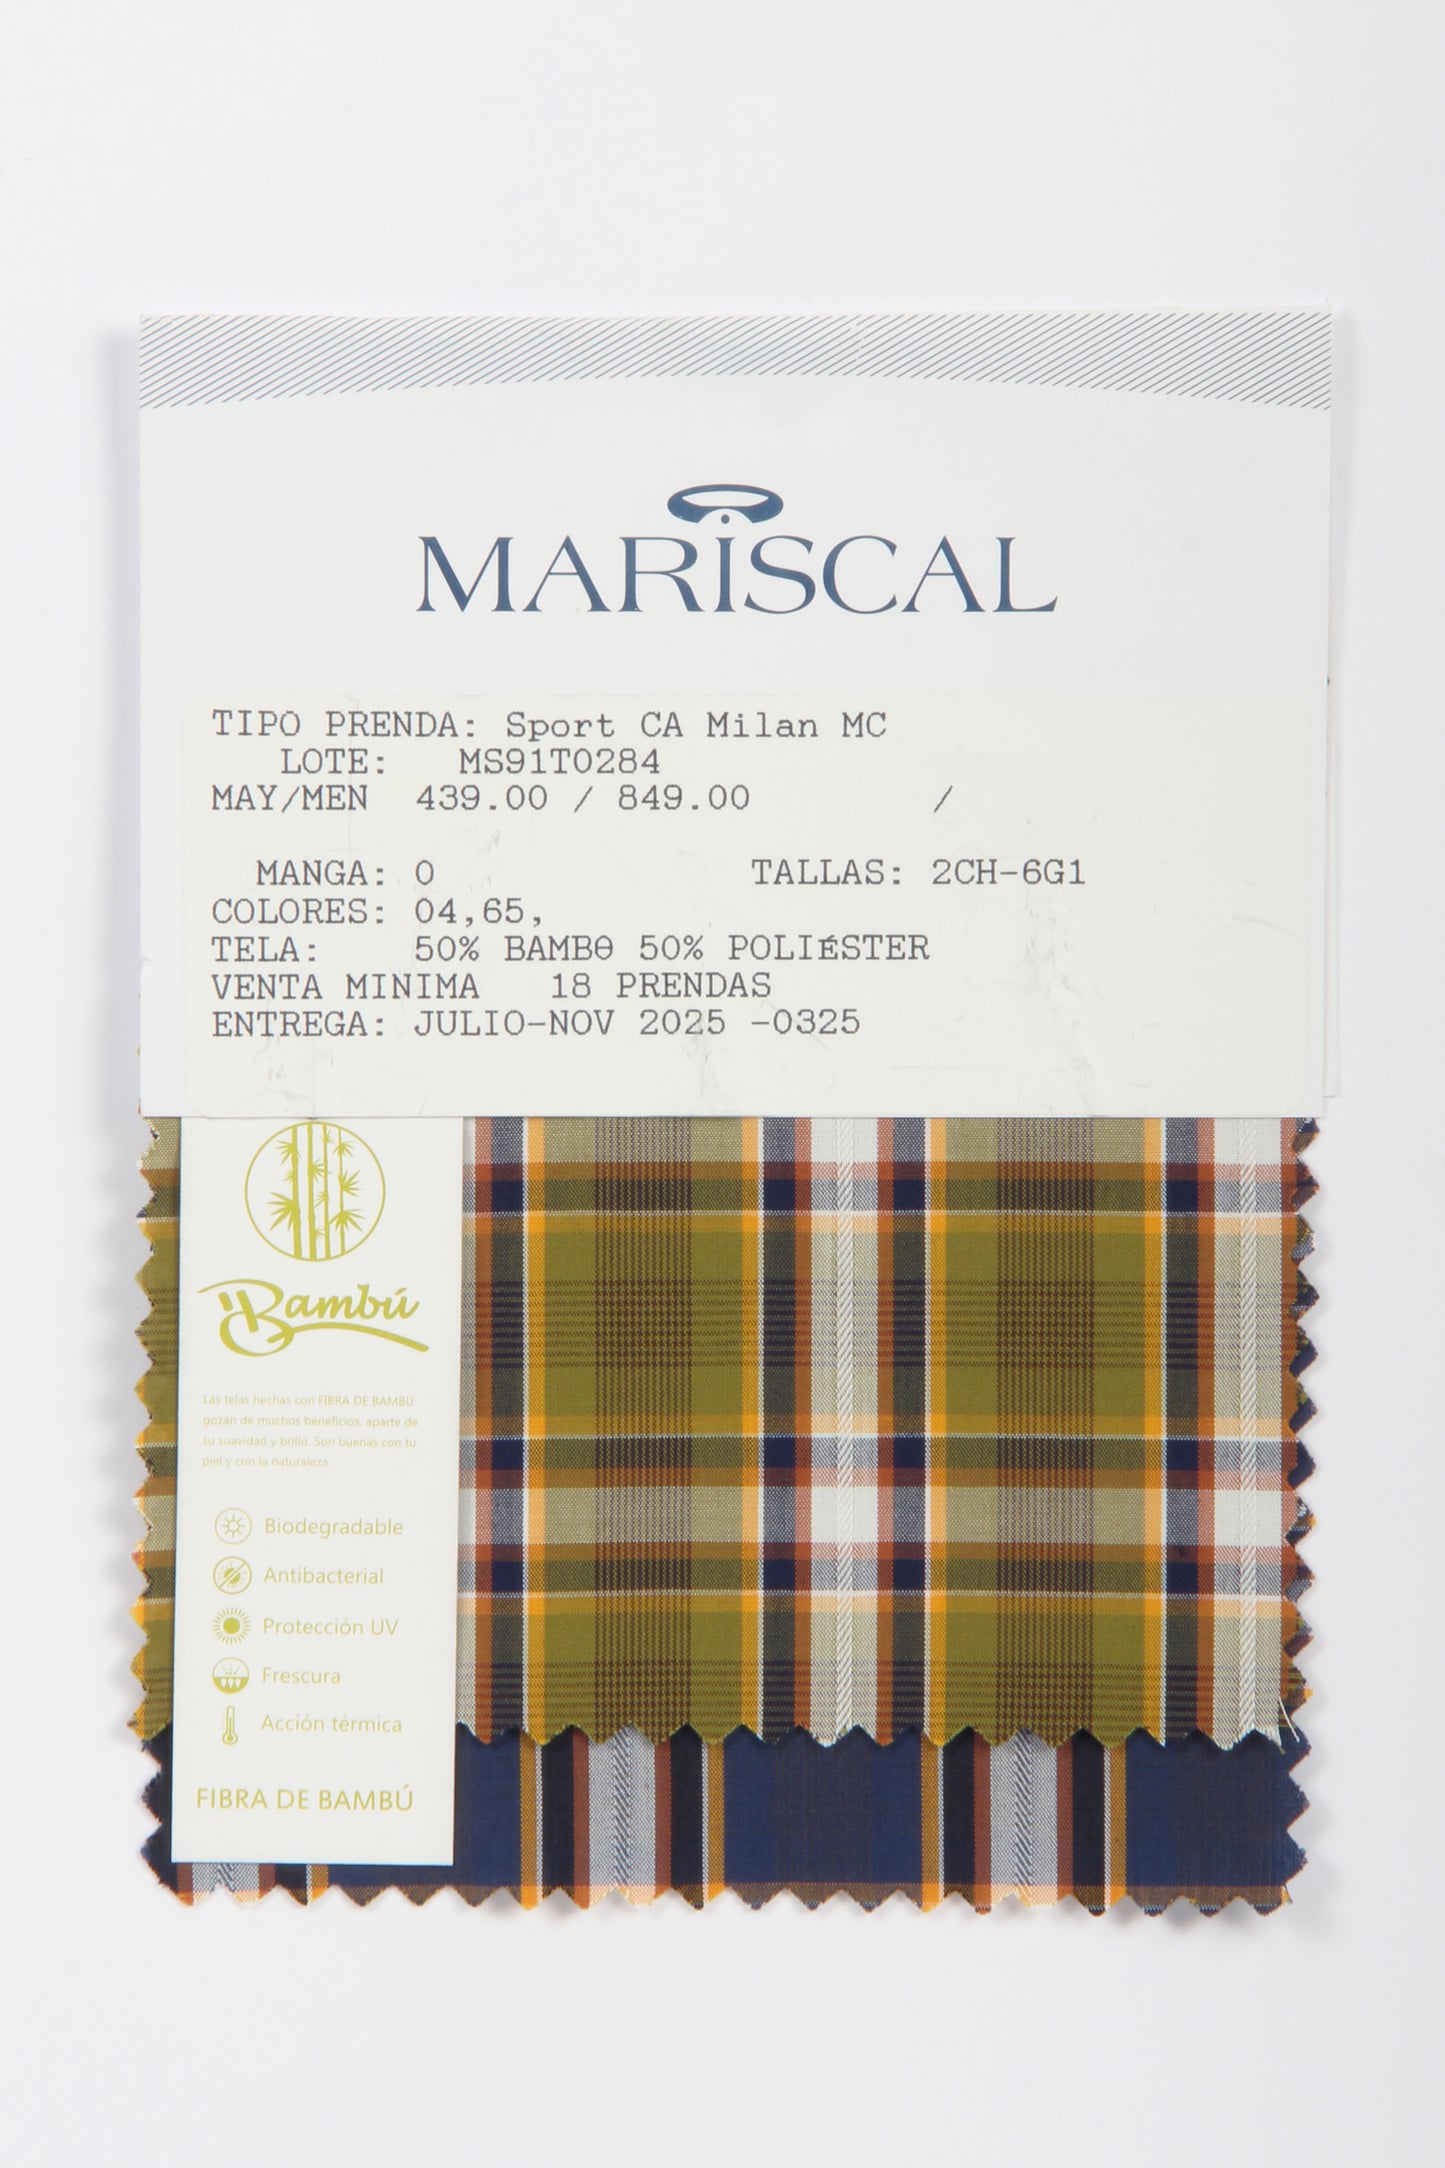 MARISCAL
TIPO PRENDA: Sport CA Milan MC
LOTE: MS91T0284
MAY/MEN 439.00 / 849.00 /
MANGA: O TALLAS: 2CH-6G1
COLORES: 04,65,
TELA: 50% BAMBΘ 50% POLIÉSTER
VENTA MINIMA 18 PRENDAS
ENTREGA: JULIO-NOV 2025 -0325
Bambú
Las telas hechas con FIBRA DE BAMBÚ
gozan de muchos beneficios, aparte de
su suavidad y brillo. Son buenas con tu
piel y con la naturaleza.
Biodegradable
Antibacterial
Protección UV
Frescura
Acción térmica
FIBRA DE BAMBÚ